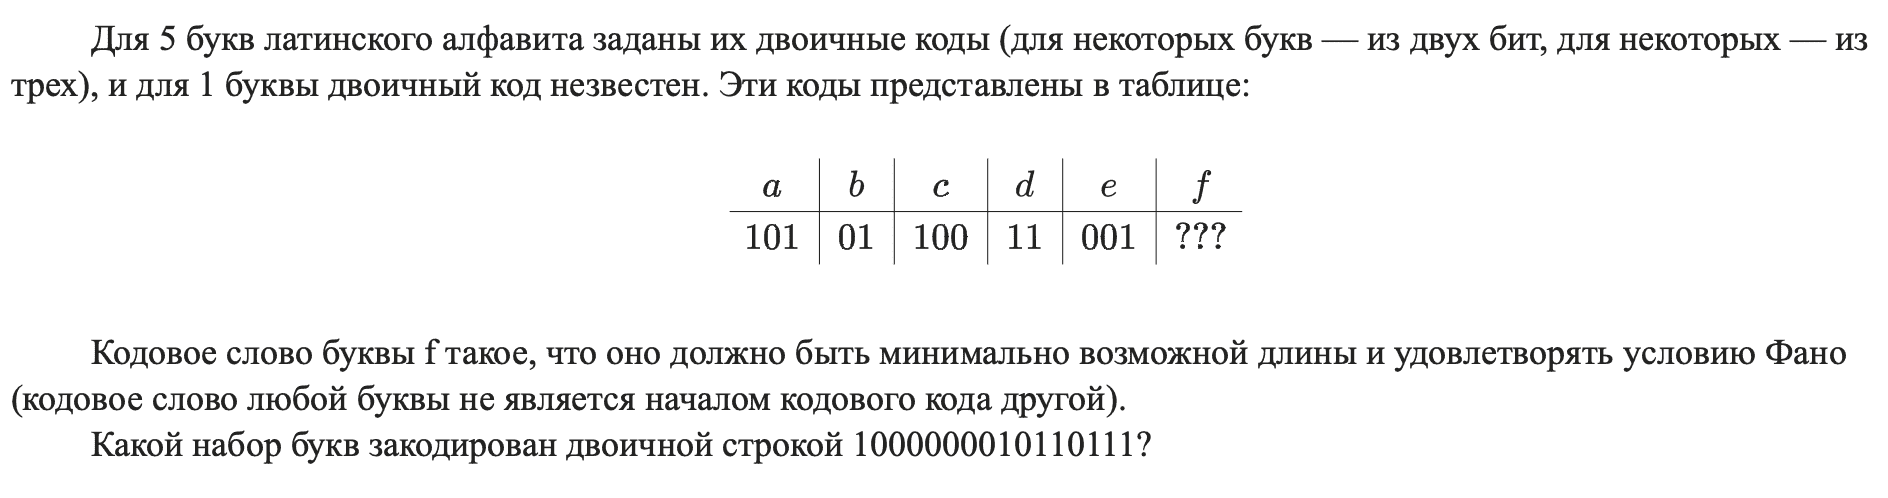 Для 5 букв латинского алфавита заданы их двоичные коды (для некоторых букв — из двух бит, для некоторых — из
трех), и для 1 буквы двоичный код незвестен. Эти коды представлены в таблице:
a b c d e f
101 01 100 11 001 ???
Кодовое слово буквы f такое, что оно должно быть минимально возможной длины и удовлетворять условию Фано
(кодовое слово любой буквы не является началом кодового кода другой).
Какой набор букв закодирован двоичной строкой 1000000010110111?